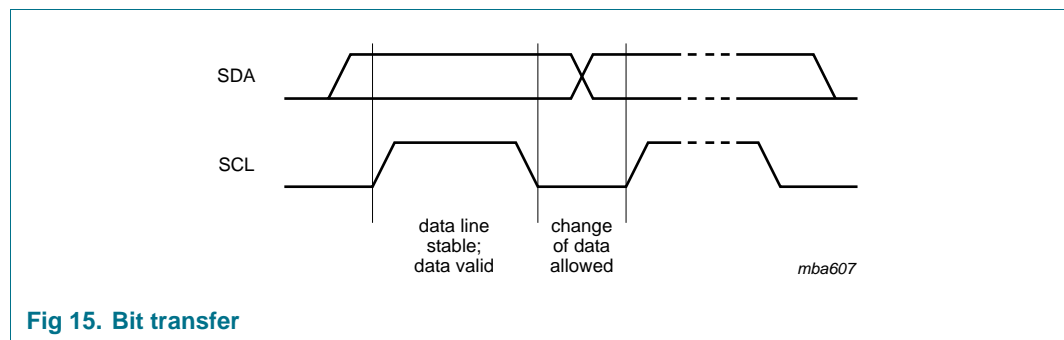 SDA
SCL
data line
stable;
data valid
change
of data
allowed
mba607
Fig 15. Bit transfer